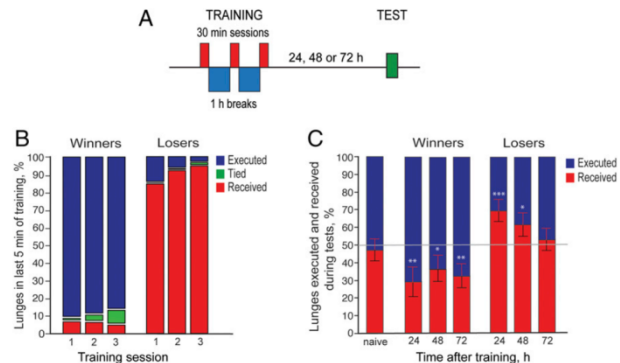 A
TRAINING
TEST
30 min sessions
24, 48 or 72 h
1 h breaks
B
Winners
Losers
Executed
Tied
Received
Lunges in last 5 min of training, %
100
90
80
70
60
50
40
30
20
10
0
1 2 3 1 2 3
Training session
C
Winners
Losers
Executed
Received
Lunges executed and received
during tests, %
100
90
80
70
60
50
40
30
20
10
0
** * ** *** *
naive 24 48 72 24 48 72
Time after training, h